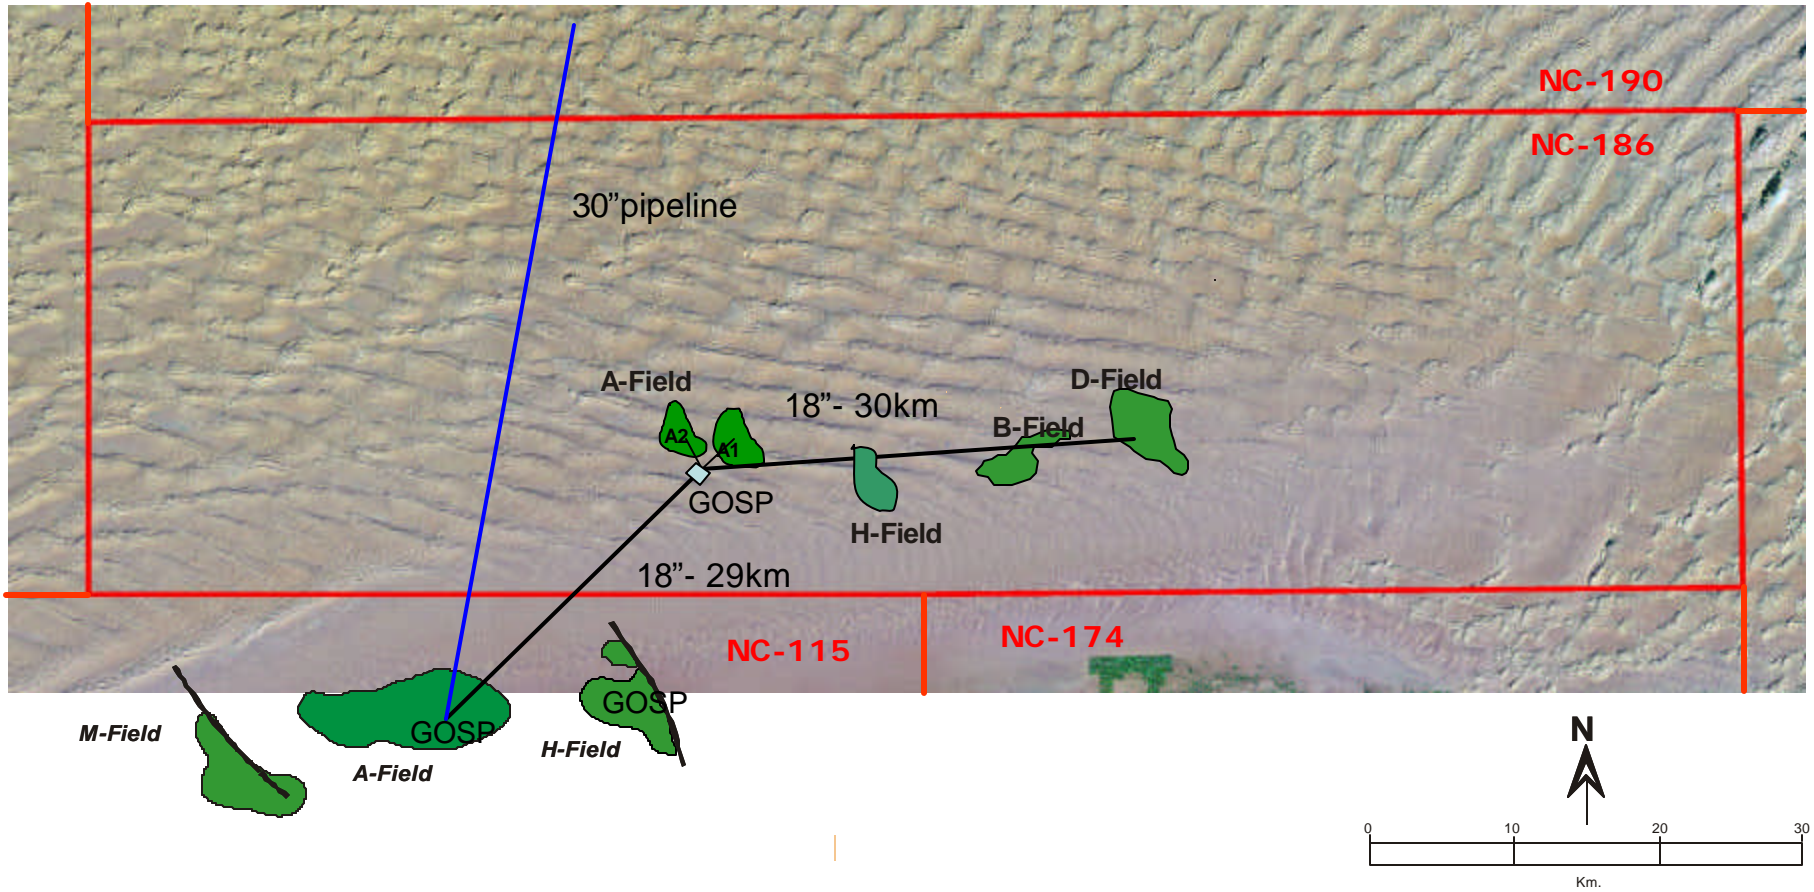 NC-190
NC-186
30”pipeline
A-Field
D-Field
18”- 30km
B-Field
A2
A1
GOSP
H-Field
18”- 29km
NC-115
NC-174
GOSP
GOSP
M-Field
H-Field
A-Field
N
0 10 20 30
Km.